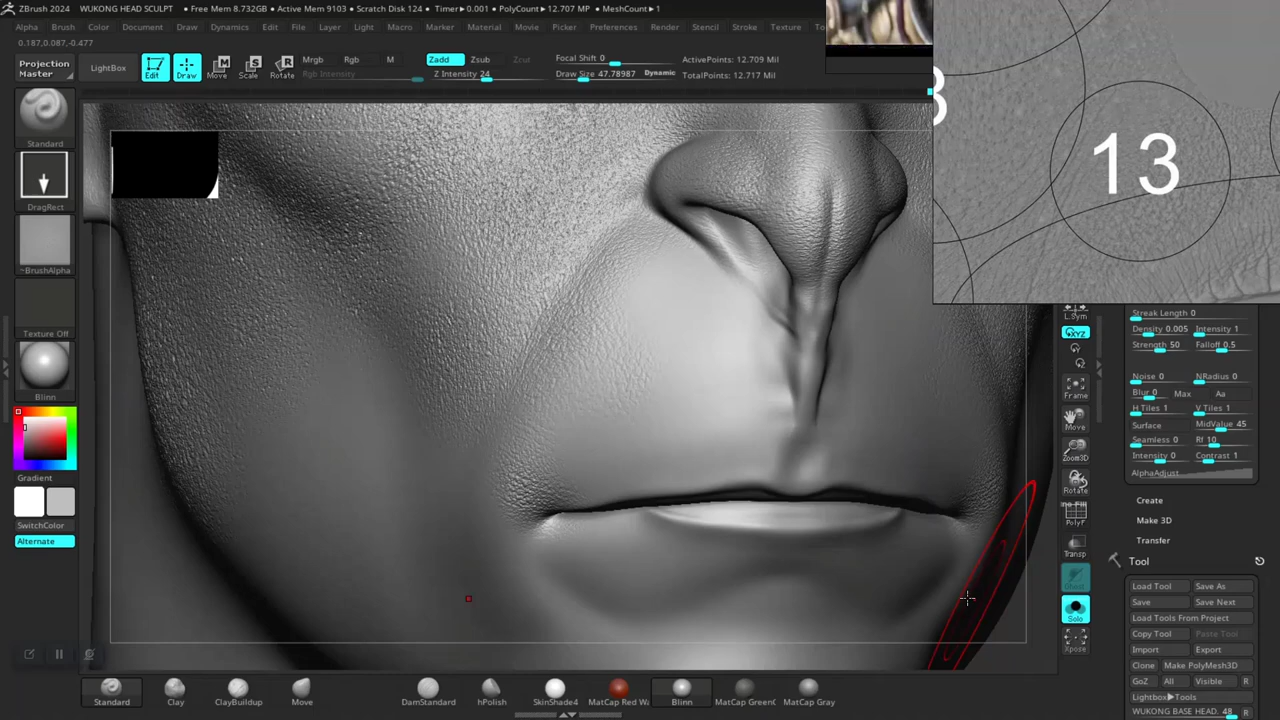 ZBrush 2024 WUKONG HEAD SCULPT • Free Mem 8.732GB • Active Mem 9103 • Scratch Disk 124 • Timer▸0.001 • PolyCount▸12.707 MP • MeshCount▸1
Alpha Brush Color Document Draw Dynamics Edit File Layer Light Macro Marker Material Movie Picker Preferences Render Stencil Stroke Texture
0.187,0.087,-0.477
Projection
Master
LightBox
Edit
Draw
Move
Scale
Rotate
Mrgb Rgb M
Rgb Intensity
Zadd Zsub Zcut
Z Intensity 24
Focal Shift 0
Draw Size 47.78987 Dynamic
ActivePoints: 12.709 Mil
TotalPoints: 12.717 Mil
13
Standard
DragRect
~BrushAlpha
Texture Off
Blinn
Gradient
SwitchColor
Alternate
L.Sym
XYZ
Frame
Move
Zoom3D
Rotate
PolyF
Transp
Ghost
Solo
Xpose
Streak Length 0
Density 0.005 Intensity 1
Strength 50 Falloff 0.5
Noise 0 NRadius 0
Blur 0 Max Aa
H Tiles 1 V Tiles 1
Surface MidValue 45
Seamless 0 Rf 10
Intensity 0 Contrast 1
AlphaAdjust
Create
Make 3D
Transfer
Tool
Load Tool Save As
Save Save Next
Load Tools From Project
Copy Tool Paste Tool
Import Export
Clone Make PolyMesh3D
GoZ All Visible R
Lightbox▸Tools
WUKONG BASE HEAD. 48 R
Standard Clay ClayBuildup Move DamStandard hPolish SkinShade4 MatCap Red Wa Blinn MatCap GreenC MatCap Gray